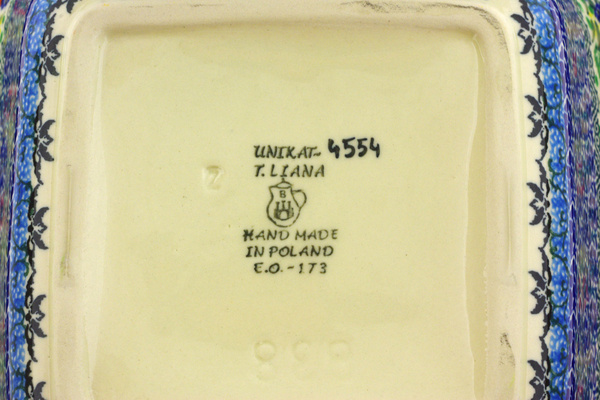 UNIKAT- 4554
T. LIANA
B
HAND MADE
IN POLAND
E.O. - 173